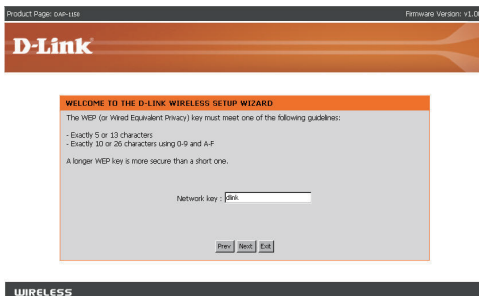 Product Page: DAP-1150 Firmware Version: v1.00
D-Link
WELCOME TO THE D-LINK WIRELESS SETUP WIZARD
The WEP (or Wired Equivalent Privacy) key must meet one of the following guidelines:
- Exactly 5 or 13 characters
- Exactly 10 or 26 characters using 0-9 and A-F
A longer WEP key is more secure than a short one.
Network key : dlink
Prev Next Exit
WIRELESS